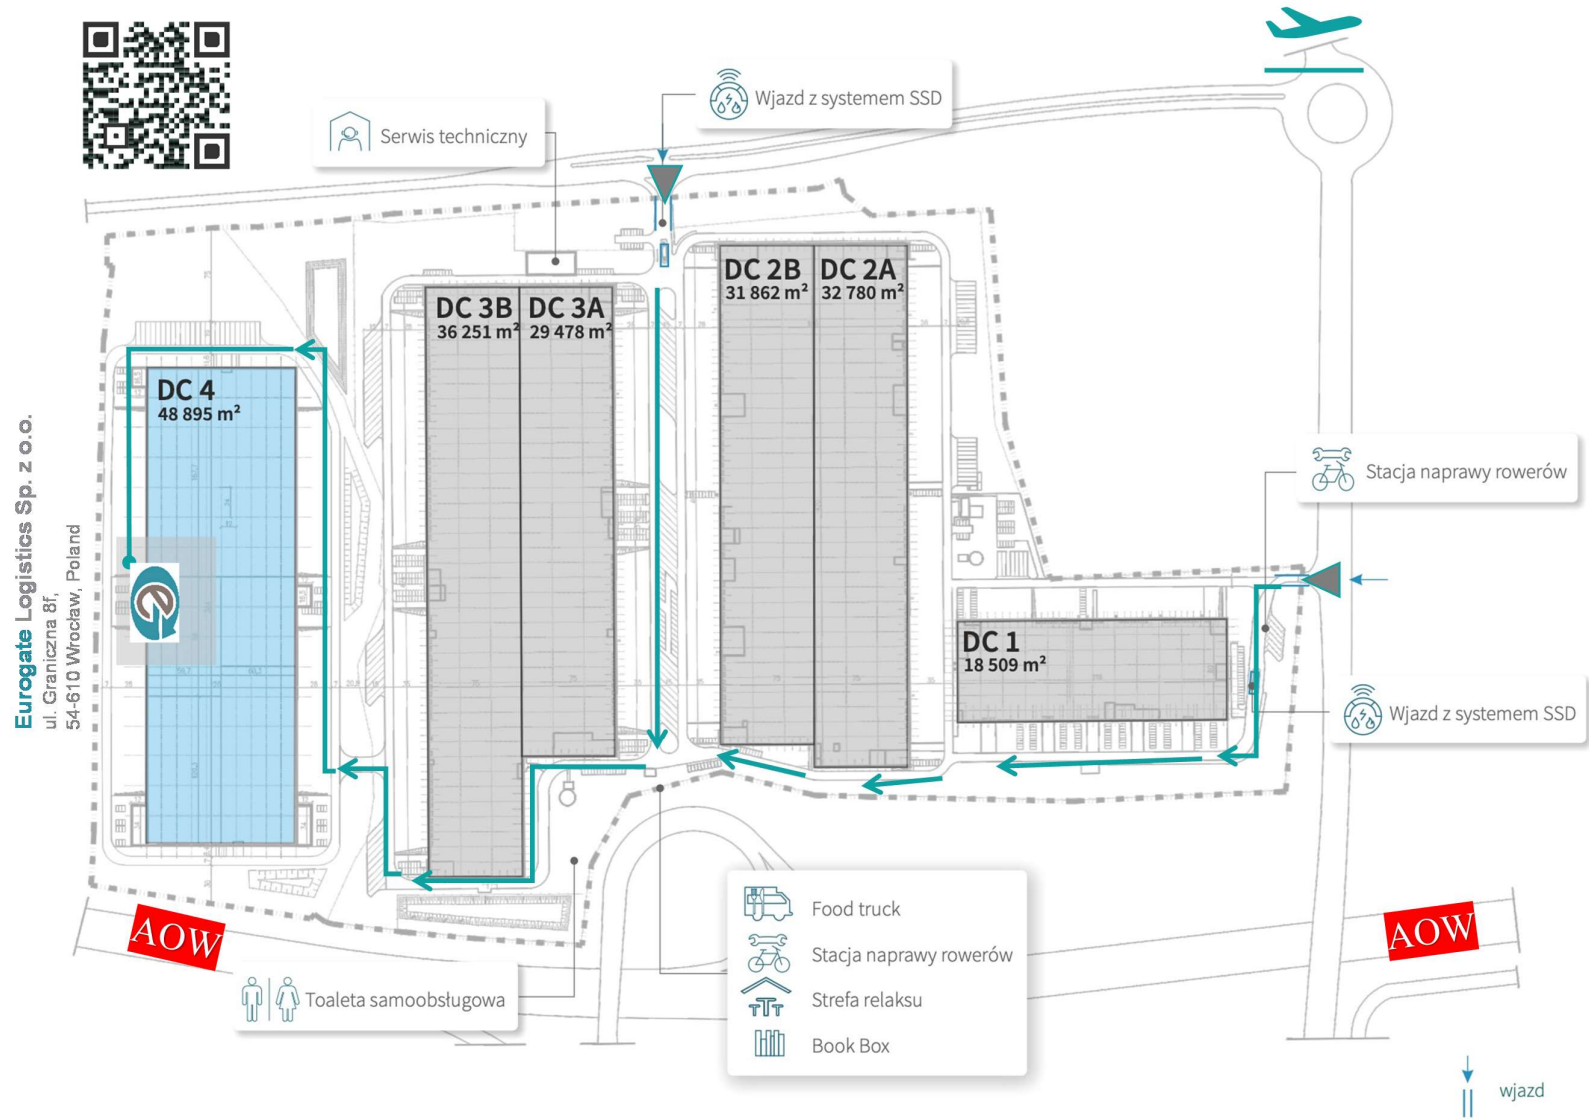 Wjazd z systemem SSD
Serwis techniczny
DC 2B
31 862 m²
DC 2A
32 780 m²
DC 3B
36 251 m²
DC 3A
29 478 m²
DC 4
48 895 m²
Eurogate Logistics Sp. z o.o.
ul. Graniczna 8f,
54-610 Wrocław, Poland
e
Stacja naprawy rowerów
DC 1
18 509 m²
Wjazd z systemem SSD
AOW
AOW
Food truck
Stacja naprawy rowerów
Strefa relaksu
Book Box
Toaleta samoobsługowa
wjazd